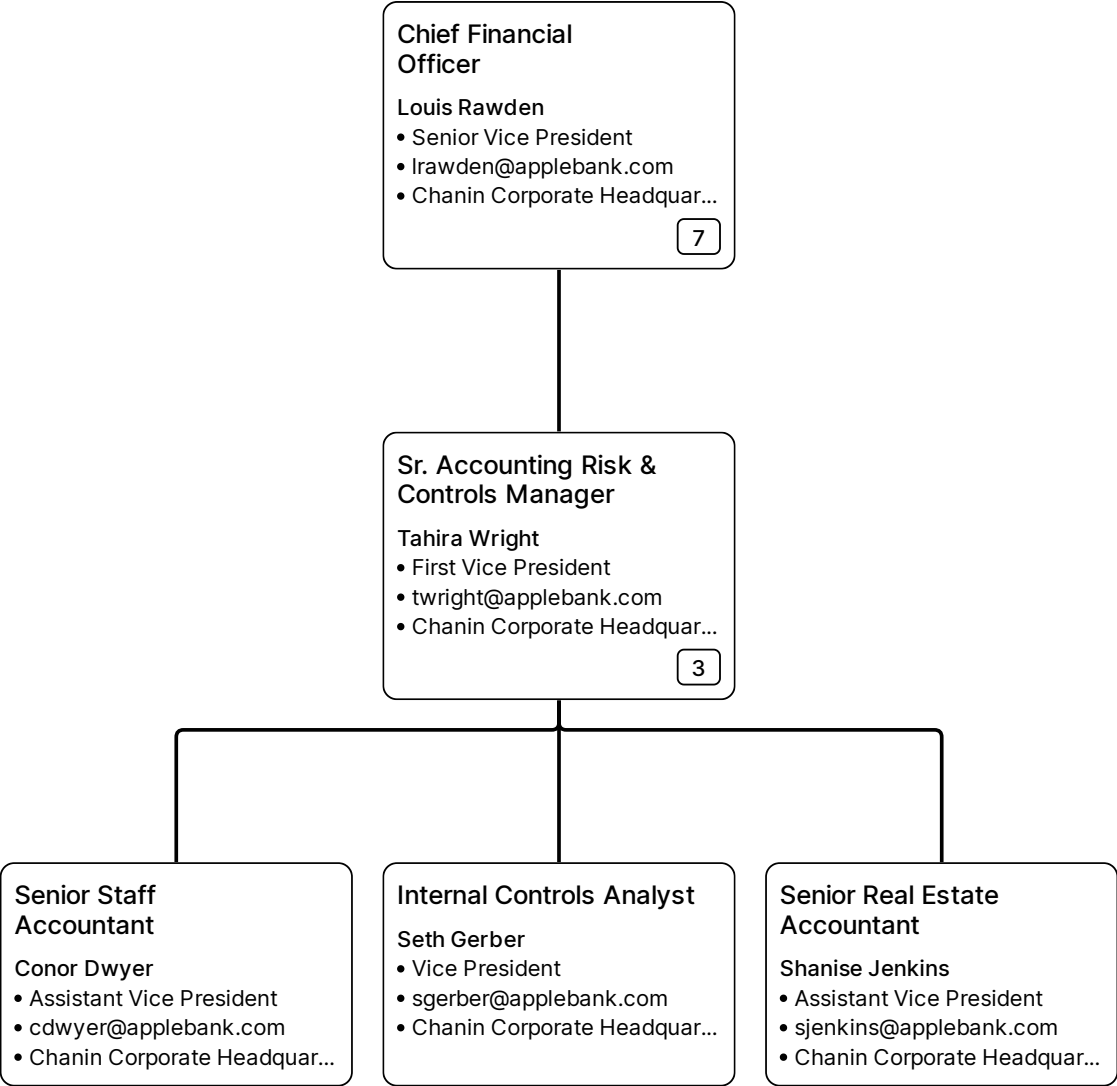 Chief Financial
Officer
Louis Rawden
• Senior Vice President
• lrawden@applebank.com
• Chanin Corporate Headquar...
7
Sr. Accounting Risk &
Controls Manager
Tahira Wright
• First Vice President
• twright@applebank.com
• Chanin Corporate Headquar...
3
Senior Staff
Accountant
Conor Dwyer
• Assistant Vice President
• cdwyer@applebank.com
• Chanin Corporate Headquar...
Internal Controls Analyst
Seth Gerber
• Vice President
• sgerber@applebank.com
• Chanin Corporate Headquar...
Senior Real Estate
Accountant
Shanise Jenkins
• Assistant Vice President
• sjenkins@applebank.com
• Chanin Corporate Headquar...